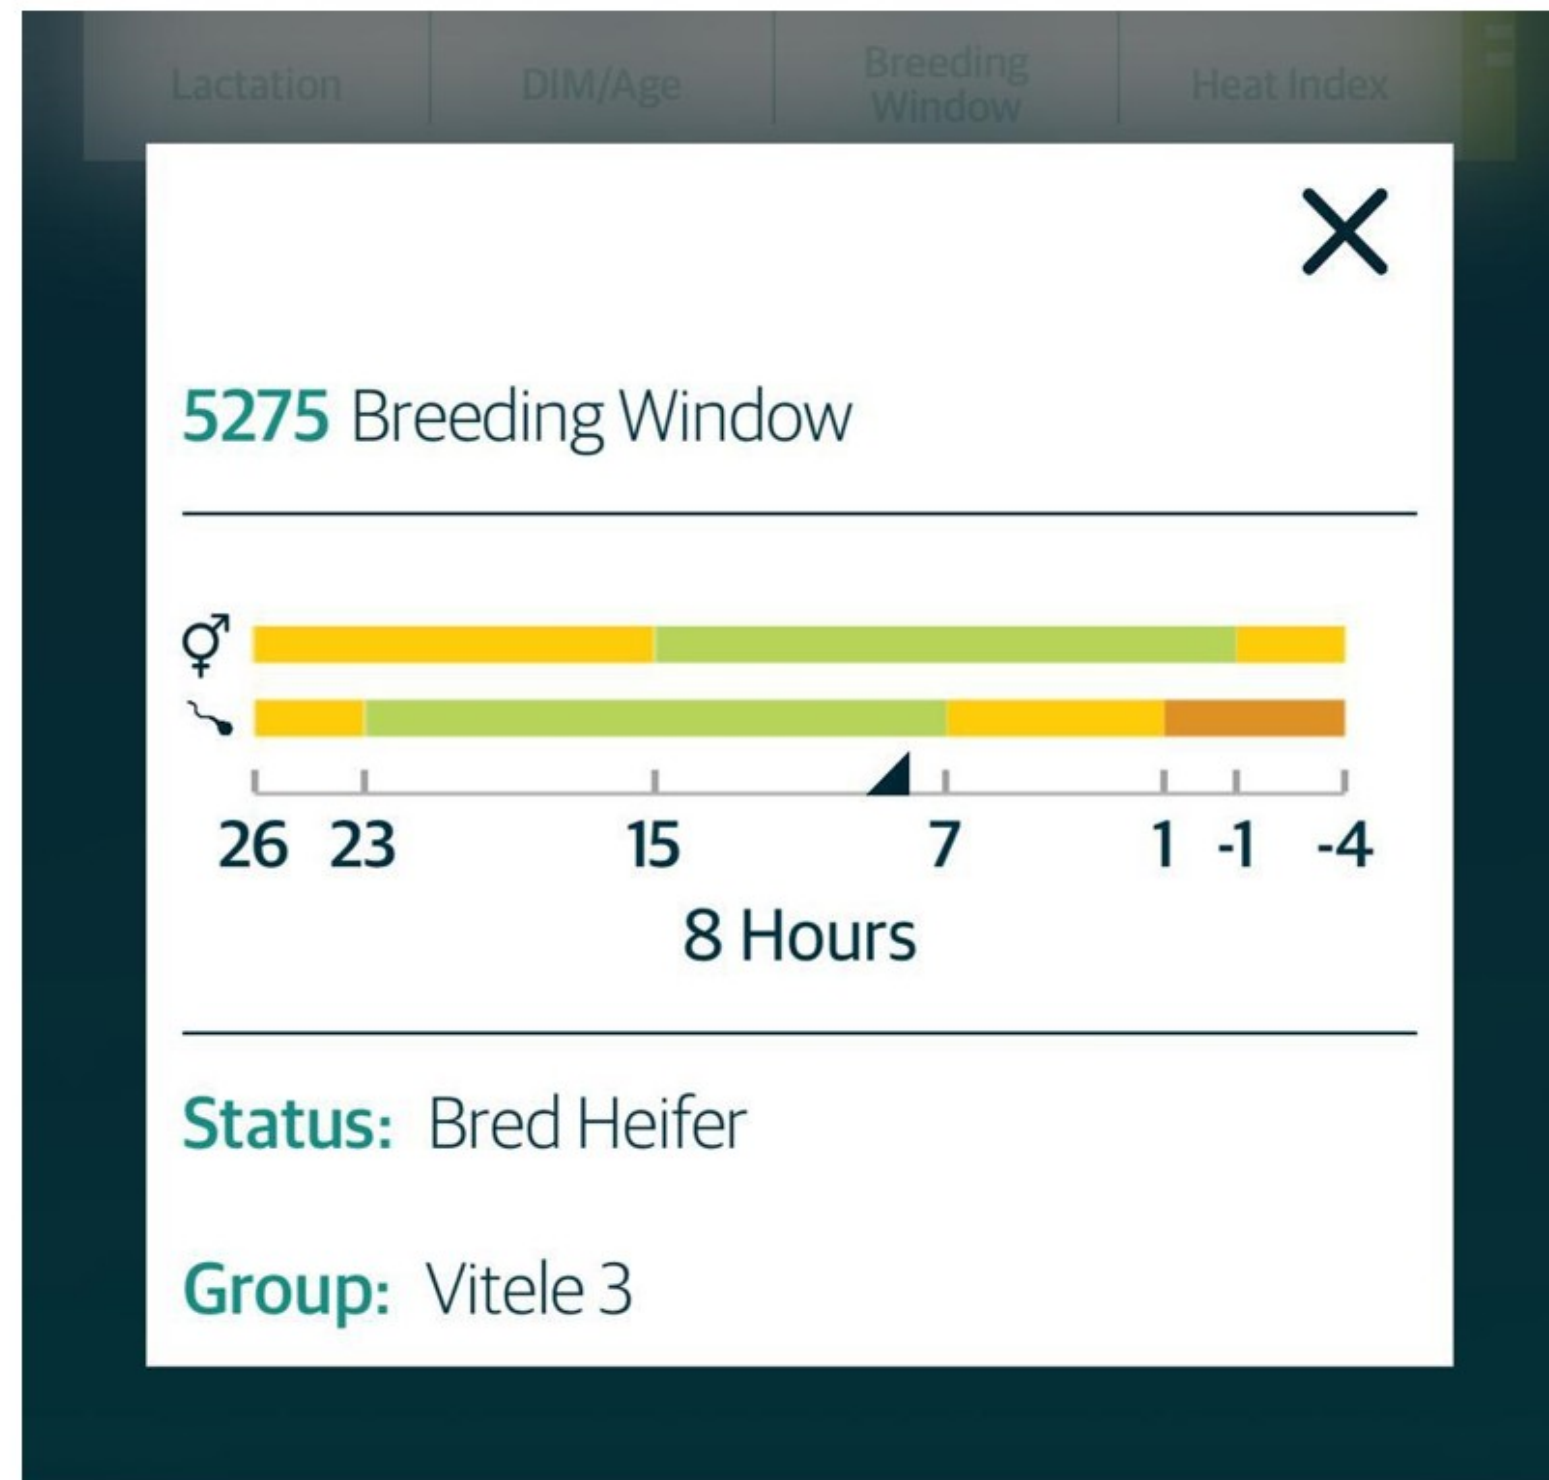 Lactation
DIM/Age
Breeding
Window
Heat Index
5275 Breeding Window
26 23 15 7 1 -1 -4
8 Hours
Status: Bred Heifer
Group: Vitele 3